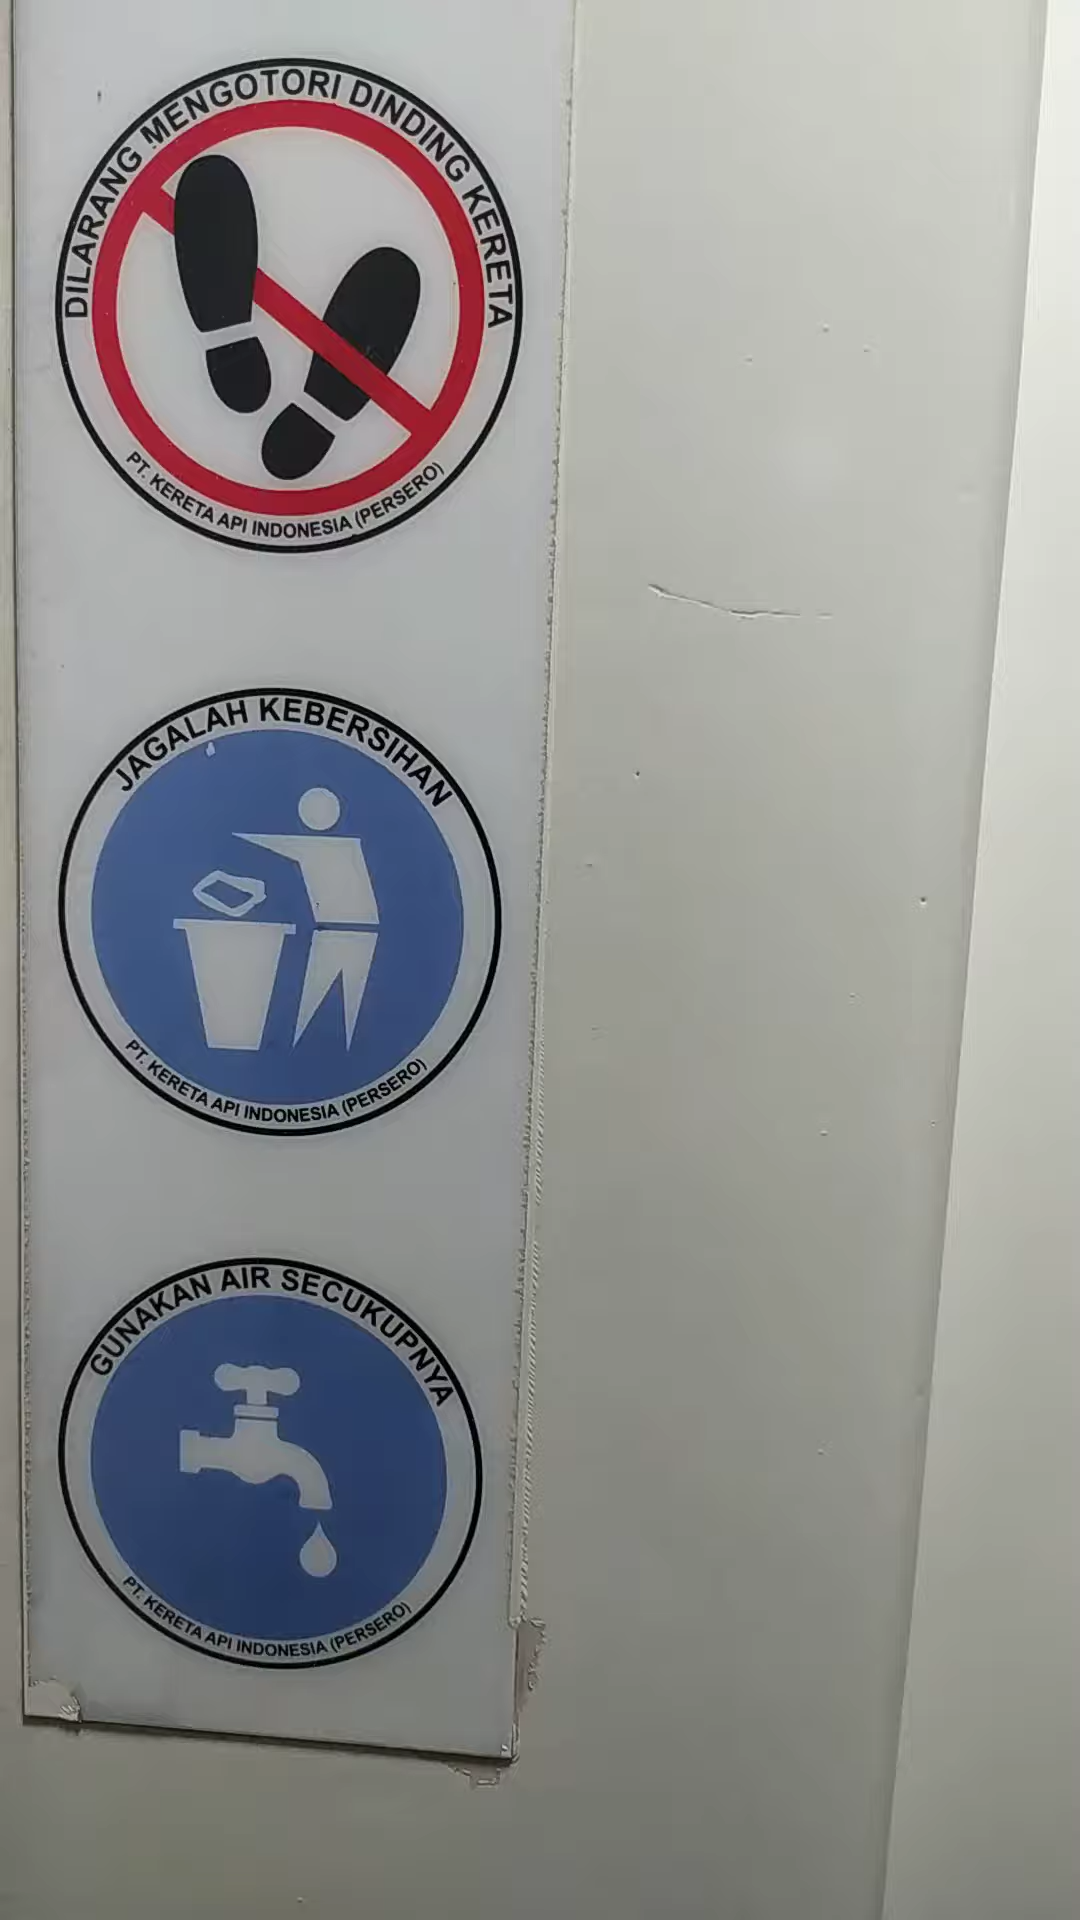 DILARANG MENGOTORI DINDING KERETA
PT. KERETA API INDONESIA (PERSERO)
JAGALAH KEBERSIHAN
PT. KERETA API INDONESIA (PERSERO)
GUNAKAN AIR SECUKUPNYA
PT. KERETA API INDONESIA (PERSERO)